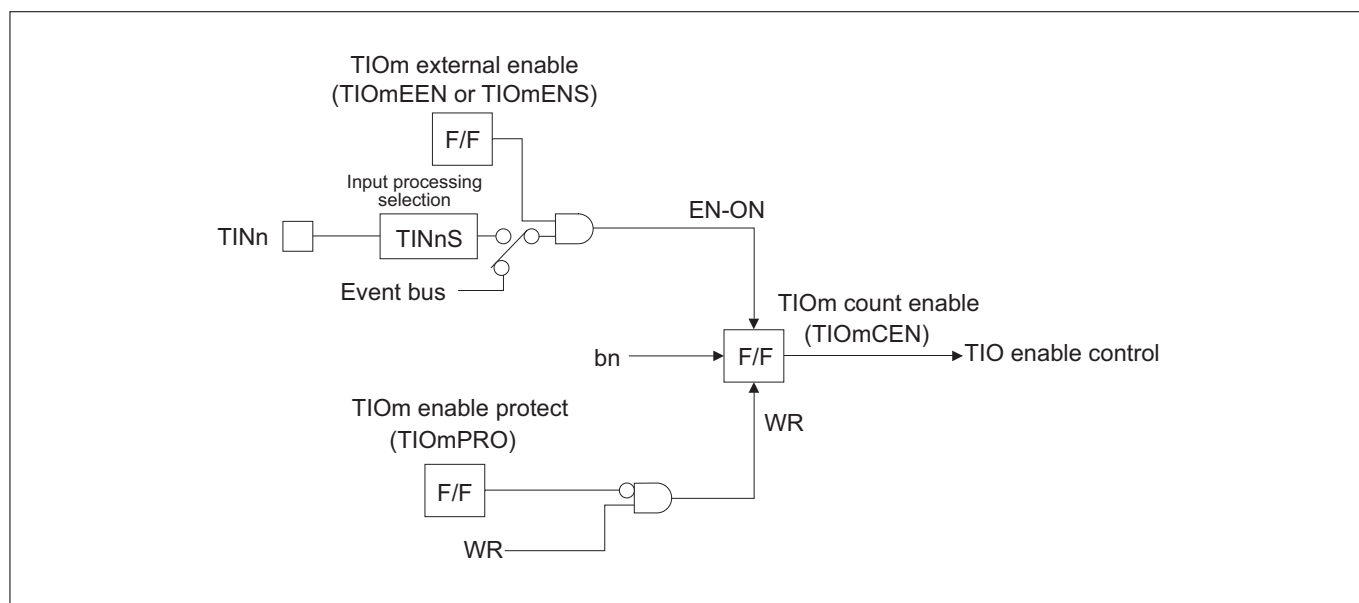 TIOm external enable
(TIOmEEN or TIOmENS)
F/F
Input processing
selection
TINn
TINnS
EN-ON
Event bus
TIOm count enable
(TIOmCEN)
bn
F/F
TIO enable control
TIOm enable protect
(TIOmPRO)
WR
F/F
WR